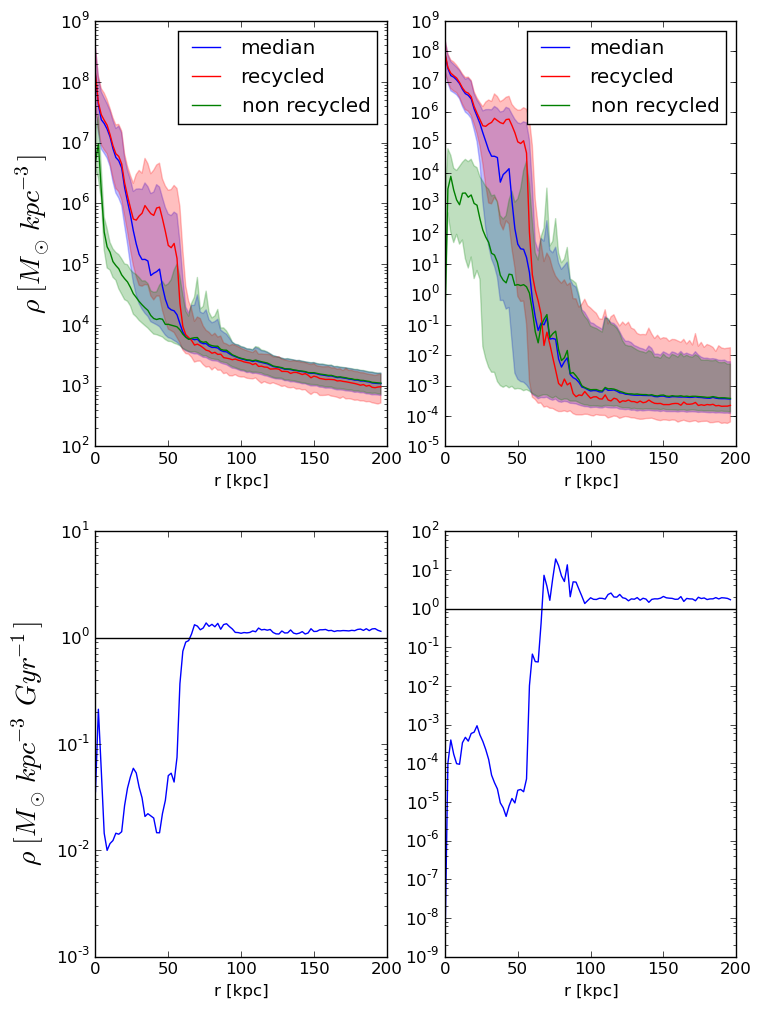 10^9
10^8
10^7
10^6
10^5
10^4
10^3
10^2
ρ [M_⊙ kpc^{-3}]
median
recycled
non recycled
0 50 100 150 200
r [kpc]
10^9
10^8
10^7
10^6
10^5
10^4
10^3
10^2
10^1
10^0
10^-1
10^-2
10^-3
10^-4
10^-5
median
recycled
non recycled
0 50 100 150 200
r [kpc]
10^1
10^0
10^-1
10^-2
10^-3
ρ [M_⊙ kpc^{-3} Gyr^{-1}]
0 50 100 150 200
r [kpc]
10^2
10^1
10^0
10^-1
10^-2
10^-3
10^-4
10^-5
10^-6
10^-7
10^-8
10^-9
0 50 100 150 200
r [kpc]